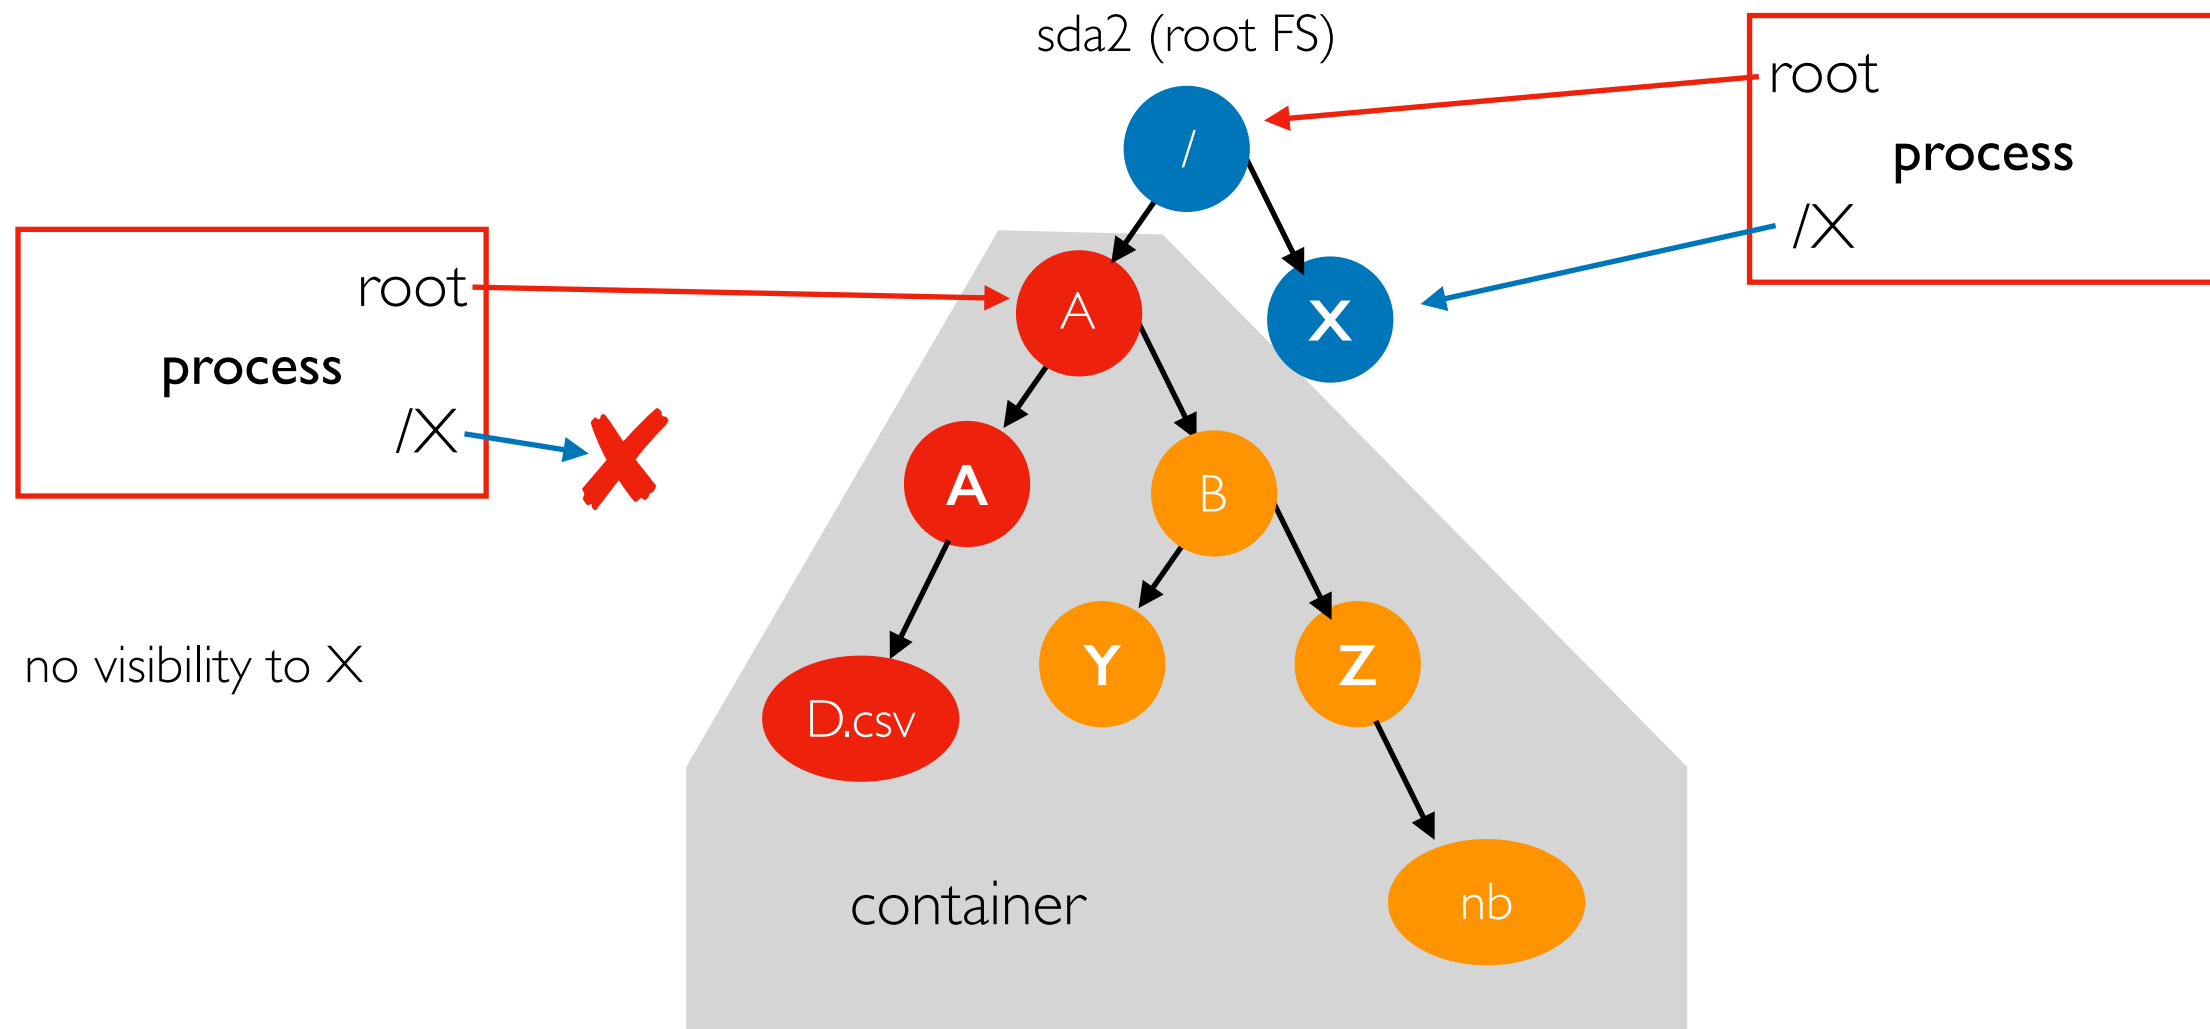 sda2 (root FS)
root
process
/X
/
root
process
/X
A
X
A
B
no visibility to X
D.csv
Y
Z
container
nb